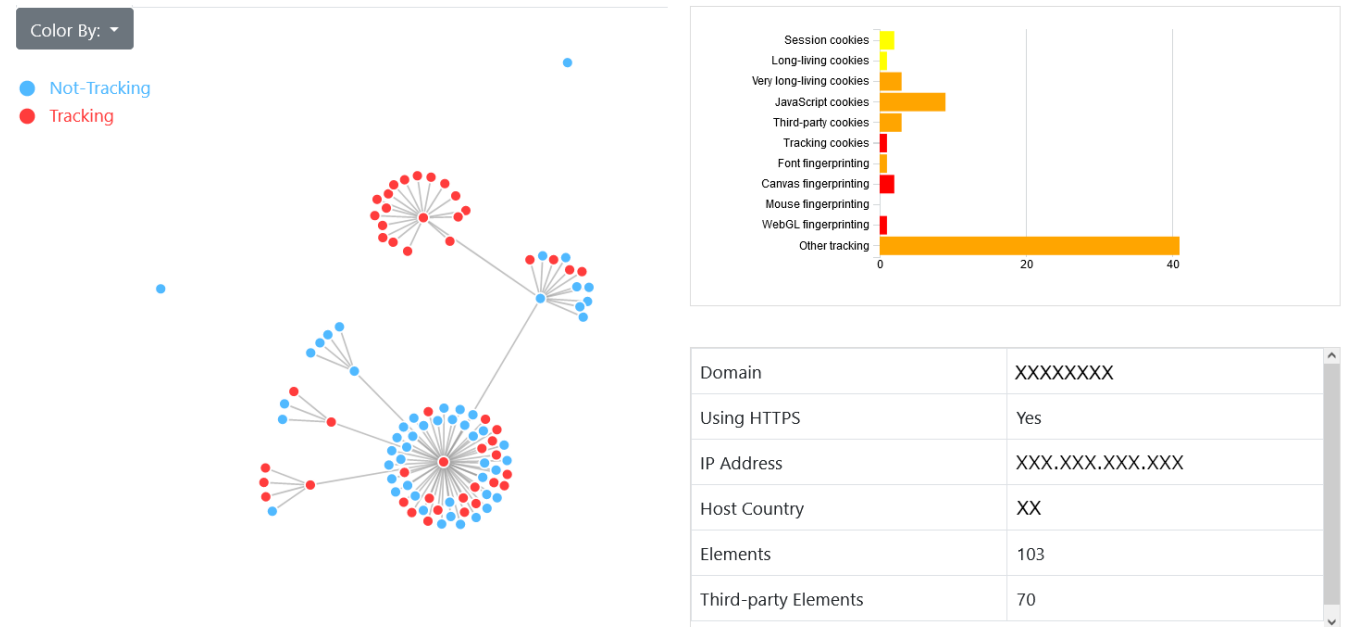 Color By:
Not-Tracking
Tracking
Session cookies
Long-living cookies
Very long-living cookies
JavaScript cookies
Third-party cookies
Tracking cookies
Font fingerprinting
Canvas fingerprinting
Mouse fingerprinting
WebGL fingerprinting
Other tracking
0 20 40
Domain XXXXXXXX
Using HTTPS Yes
IP Address XXX.XXX.XXX.XXX
Host Country XX
Elements 103
Third-party Elements 70